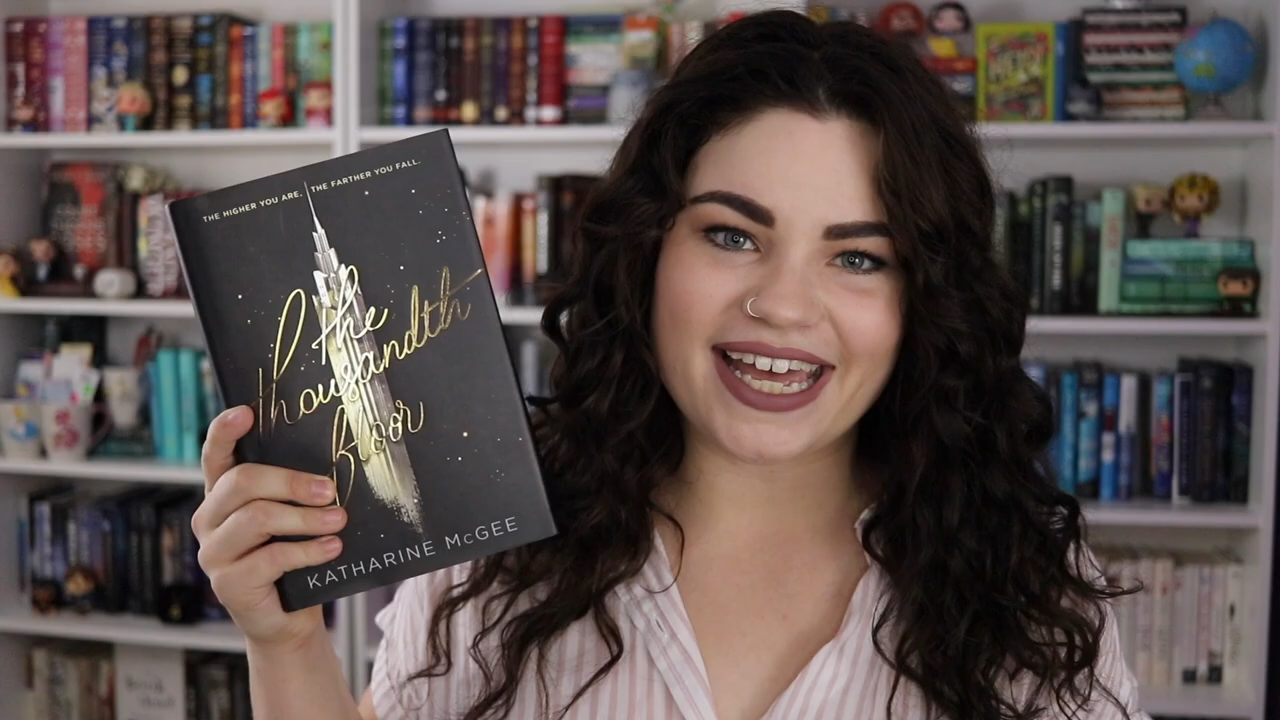 THE HIGHER YOU ARE, THE FARTHER YOU FALL.
the
thousandth
floor
KATHARINE McGEE